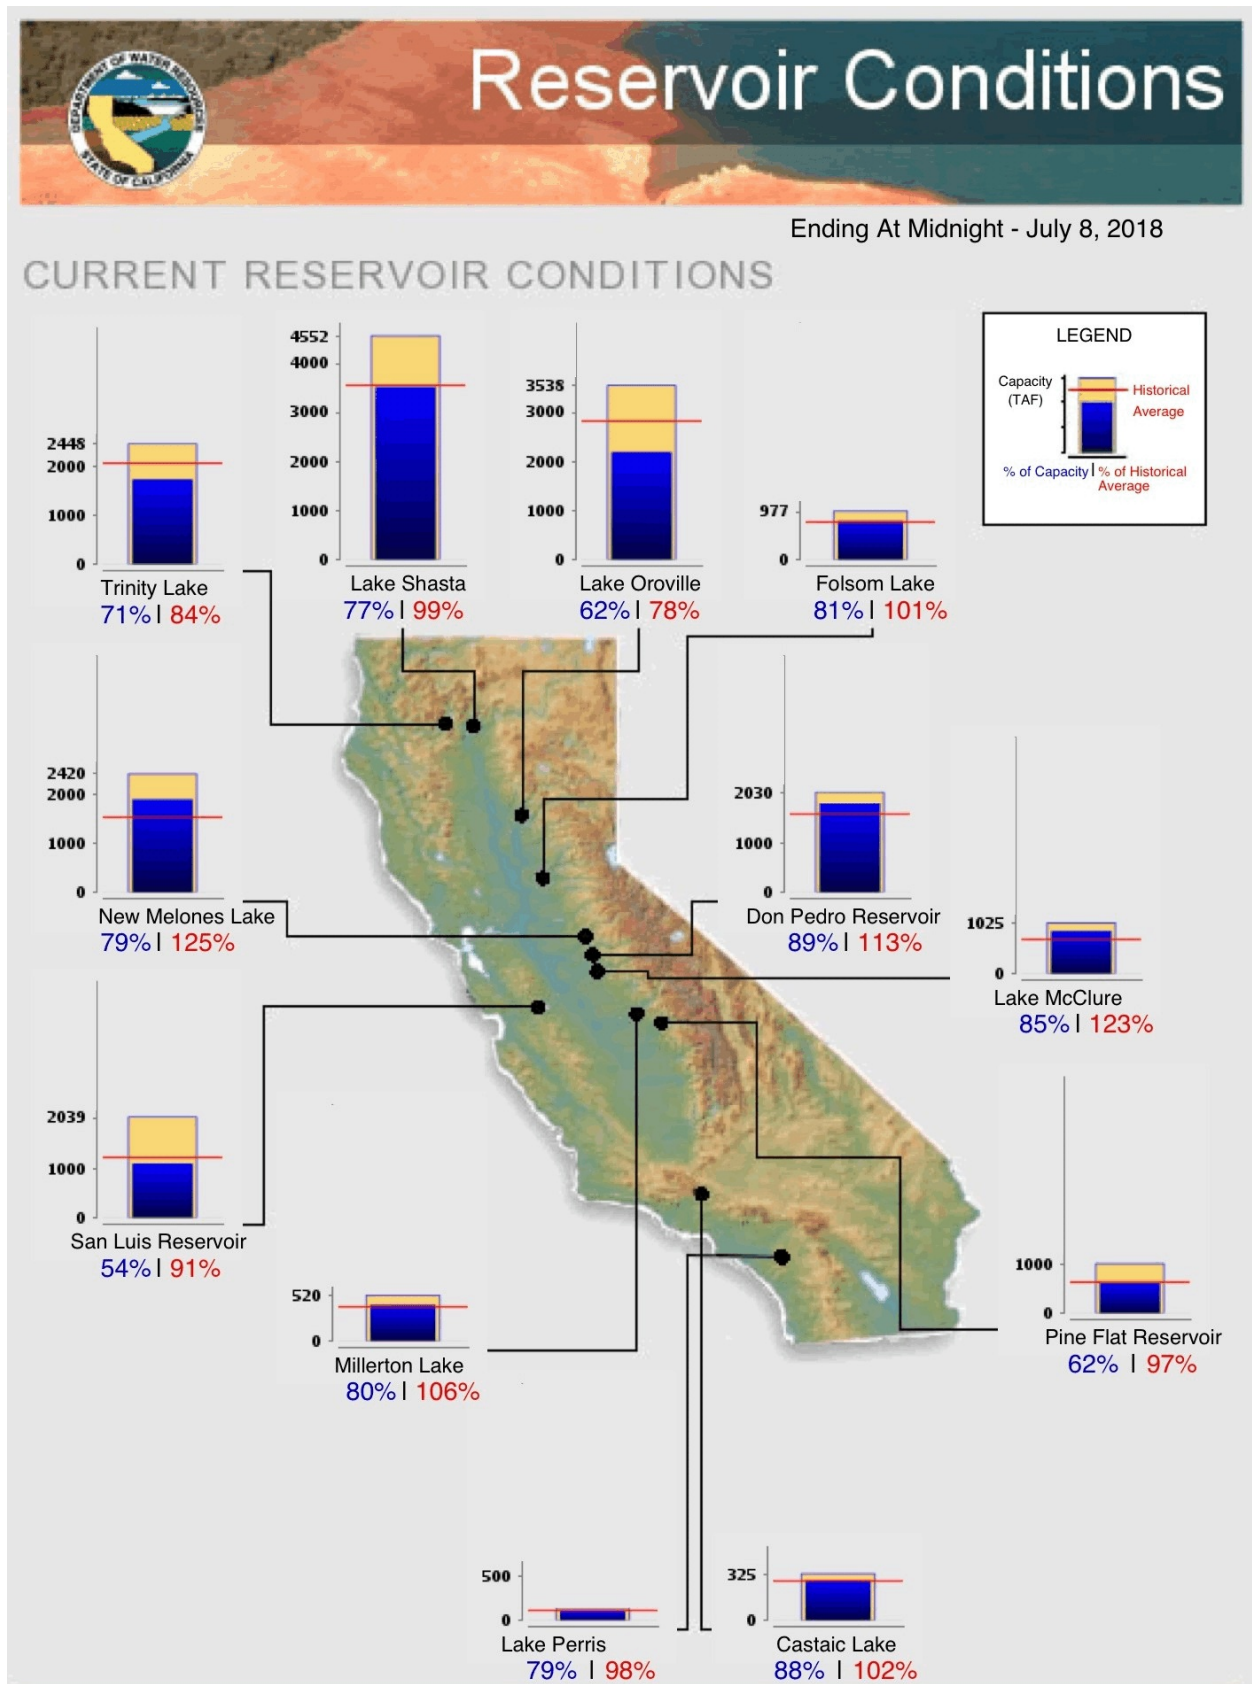 Reservoir Conditions
DEPARTMENT OF WATER RESOURCES
STATE OF CALIFORNIA
Ending At Midnight - July 8, 2018
CURRENT RESERVOIR CONDITIONS
LEGEND
Capacity
(TAF)
Historical
Average
% of Capacity | % of Historical
Average
2448
2000
1000
0
Trinity Lake
71% | 84%
4552
4000
3000
2000
1000
0
Lake Shasta
77% | 99%
3538
3000
2000
1000
0
Lake Oroville
62% | 78%
977
0
Folsom Lake
81% | 101%
2420
2000
1000
0
New Melones Lake
79% | 125%
2030
1000
0
Don Pedro Reservoir
89% | 113%
1025
0
Lake McClure
85% | 123%
2039
1000
0
San Luis Reservoir
54% | 91%
520
0
Millerton Lake
80% | 106%
1000
0
Pine Flat Reservoir
62% | 97%
500
0
Lake Perris
79% | 98%
325
0
Castaic Lake
88% | 102%